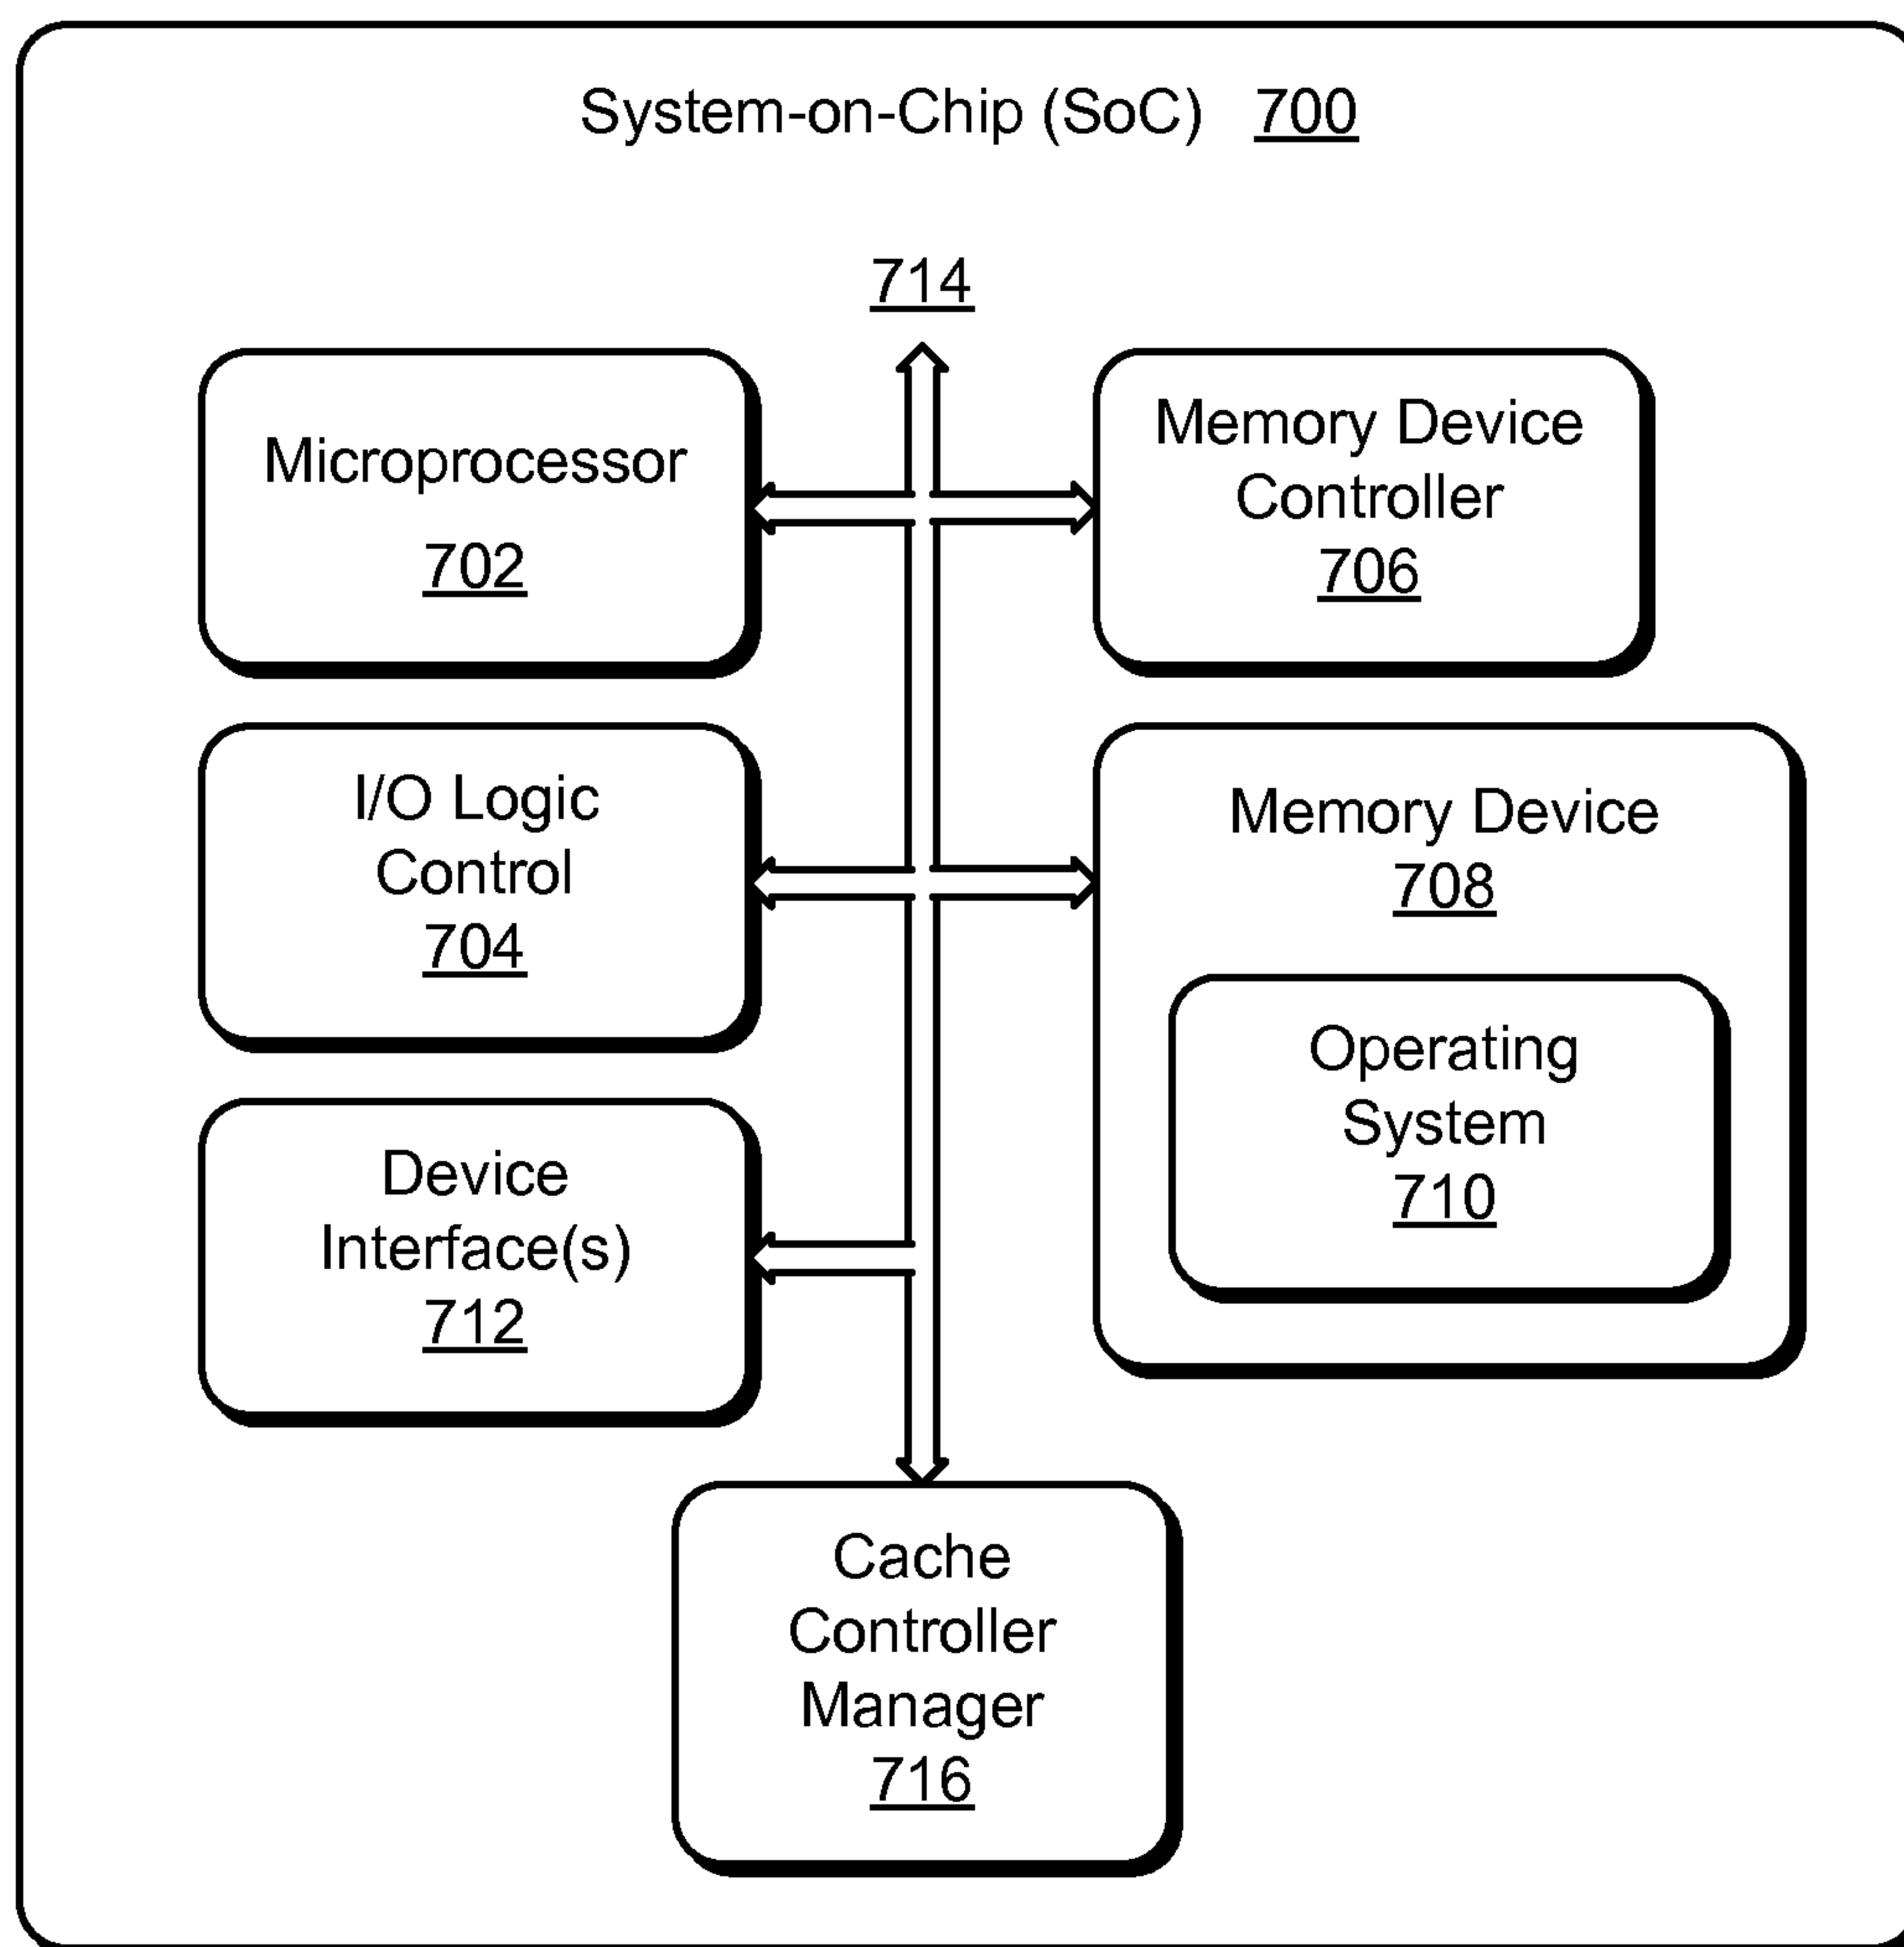 System-on-Chip (SoC) 700
714
Microprocessor
702
Memory Device
Controller
706
I/O Logic
Control
704
Memory Device
708
Operating
System
710
Device
Interface(s)
712
Cache
Controller
Manager
716